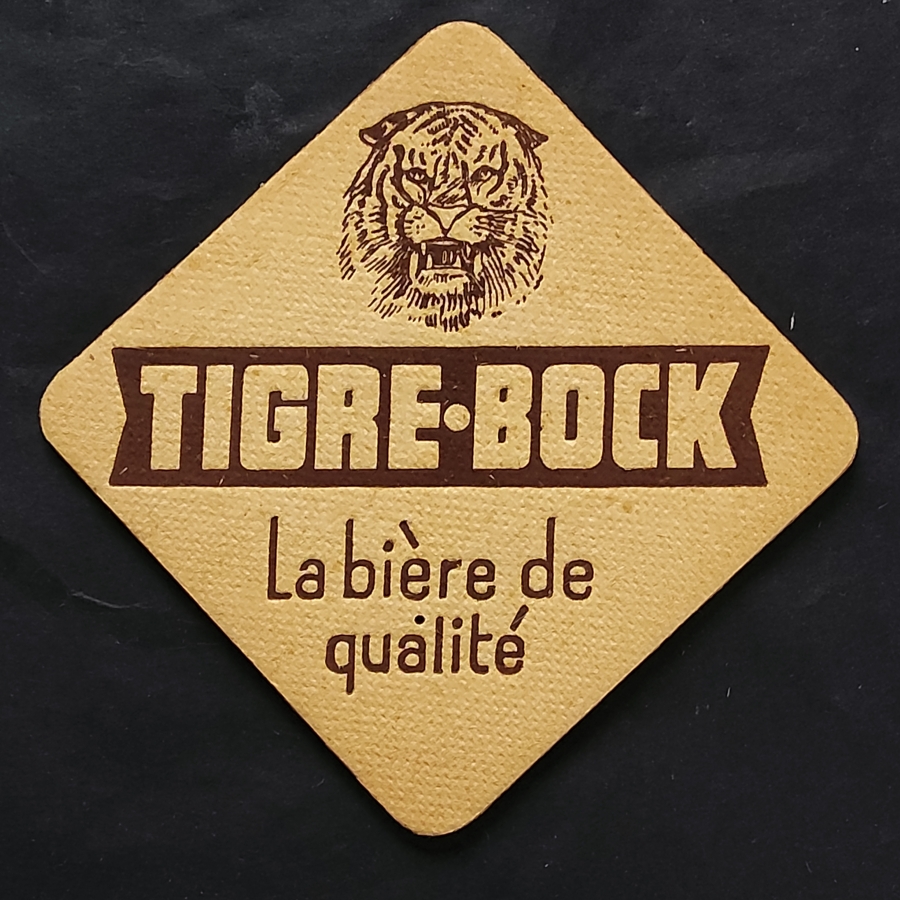 TIGRE•BOCK
La bière de
qualité